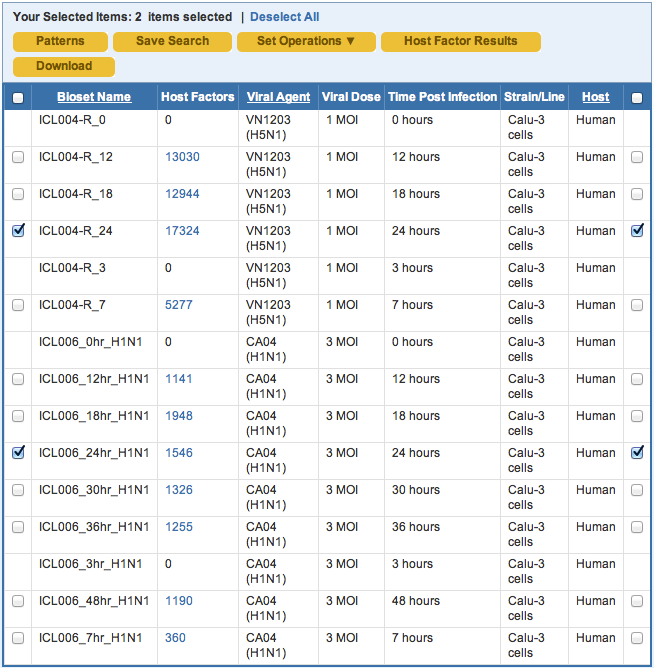 Your Selected Items: 2 items selected | Deselect All
Patterns Save Search Set Operations ▼ Host Factor Results
Download
Bioset Name Host Factors Viral Agent Viral Dose Time Post Infection Strain/Line Host
ICL004-R_0 0 VN1203 1 MOI 0 hours Calu-3 Human
(H5N1) cells
ICL004-R_12 13030 VN1203 1 MOI 12 hours Calu-3 Human
(H5N1) cells
ICL004-R_18 12944 VN1203 1 MOI 18 hours Calu-3 Human
(H5N1) cells
ICL004-R_24 17324 VN1203 1 MOI 24 hours Calu-3 Human
(H5N1) cells
ICL004-R_3 0 VN1203 1 MOI 3 hours Calu-3 Human
(H5N1) cells
ICL004-R_7 5277 VN1203 1 MOI 7 hours Calu-3 Human
(H5N1) cells
ICL006_0hr_H1N1 0 CA04 3 MOI 0 hours Calu-3 Human
(H1N1) cells
ICL006_12hr_H1N1 1141 CA04 3 MOI 12 hours Calu-3 Human
(H1N1) cells
ICL006_18hr_H1N1 1948 CA04 3 MOI 18 hours Calu-3 Human
(H1N1) cells
ICL006_24hr_H1N1 1546 CA04 3 MOI 24 hours Calu-3 Human
(H1N1) cells
ICL006_30hr_H1N1 1326 CA04 3 MOI 30 hours Calu-3 Human
(H1N1) cells
ICL006_36hr_H1N1 1255 CA04 3 MOI 36 hours Calu-3 Human
(H1N1) cells
ICL006_3hr_H1N1 0 CA04 3 MOI 3 hours Calu-3 Human
(H1N1) cells
ICL006_48hr_H1N1 1190 CA04 3 MOI 48 hours Calu-3 Human
(H1N1) cells
ICL006_7hr_H1N1 360 CA04 3 MOI 7 hours Calu-3 Human
(H1N1) cells